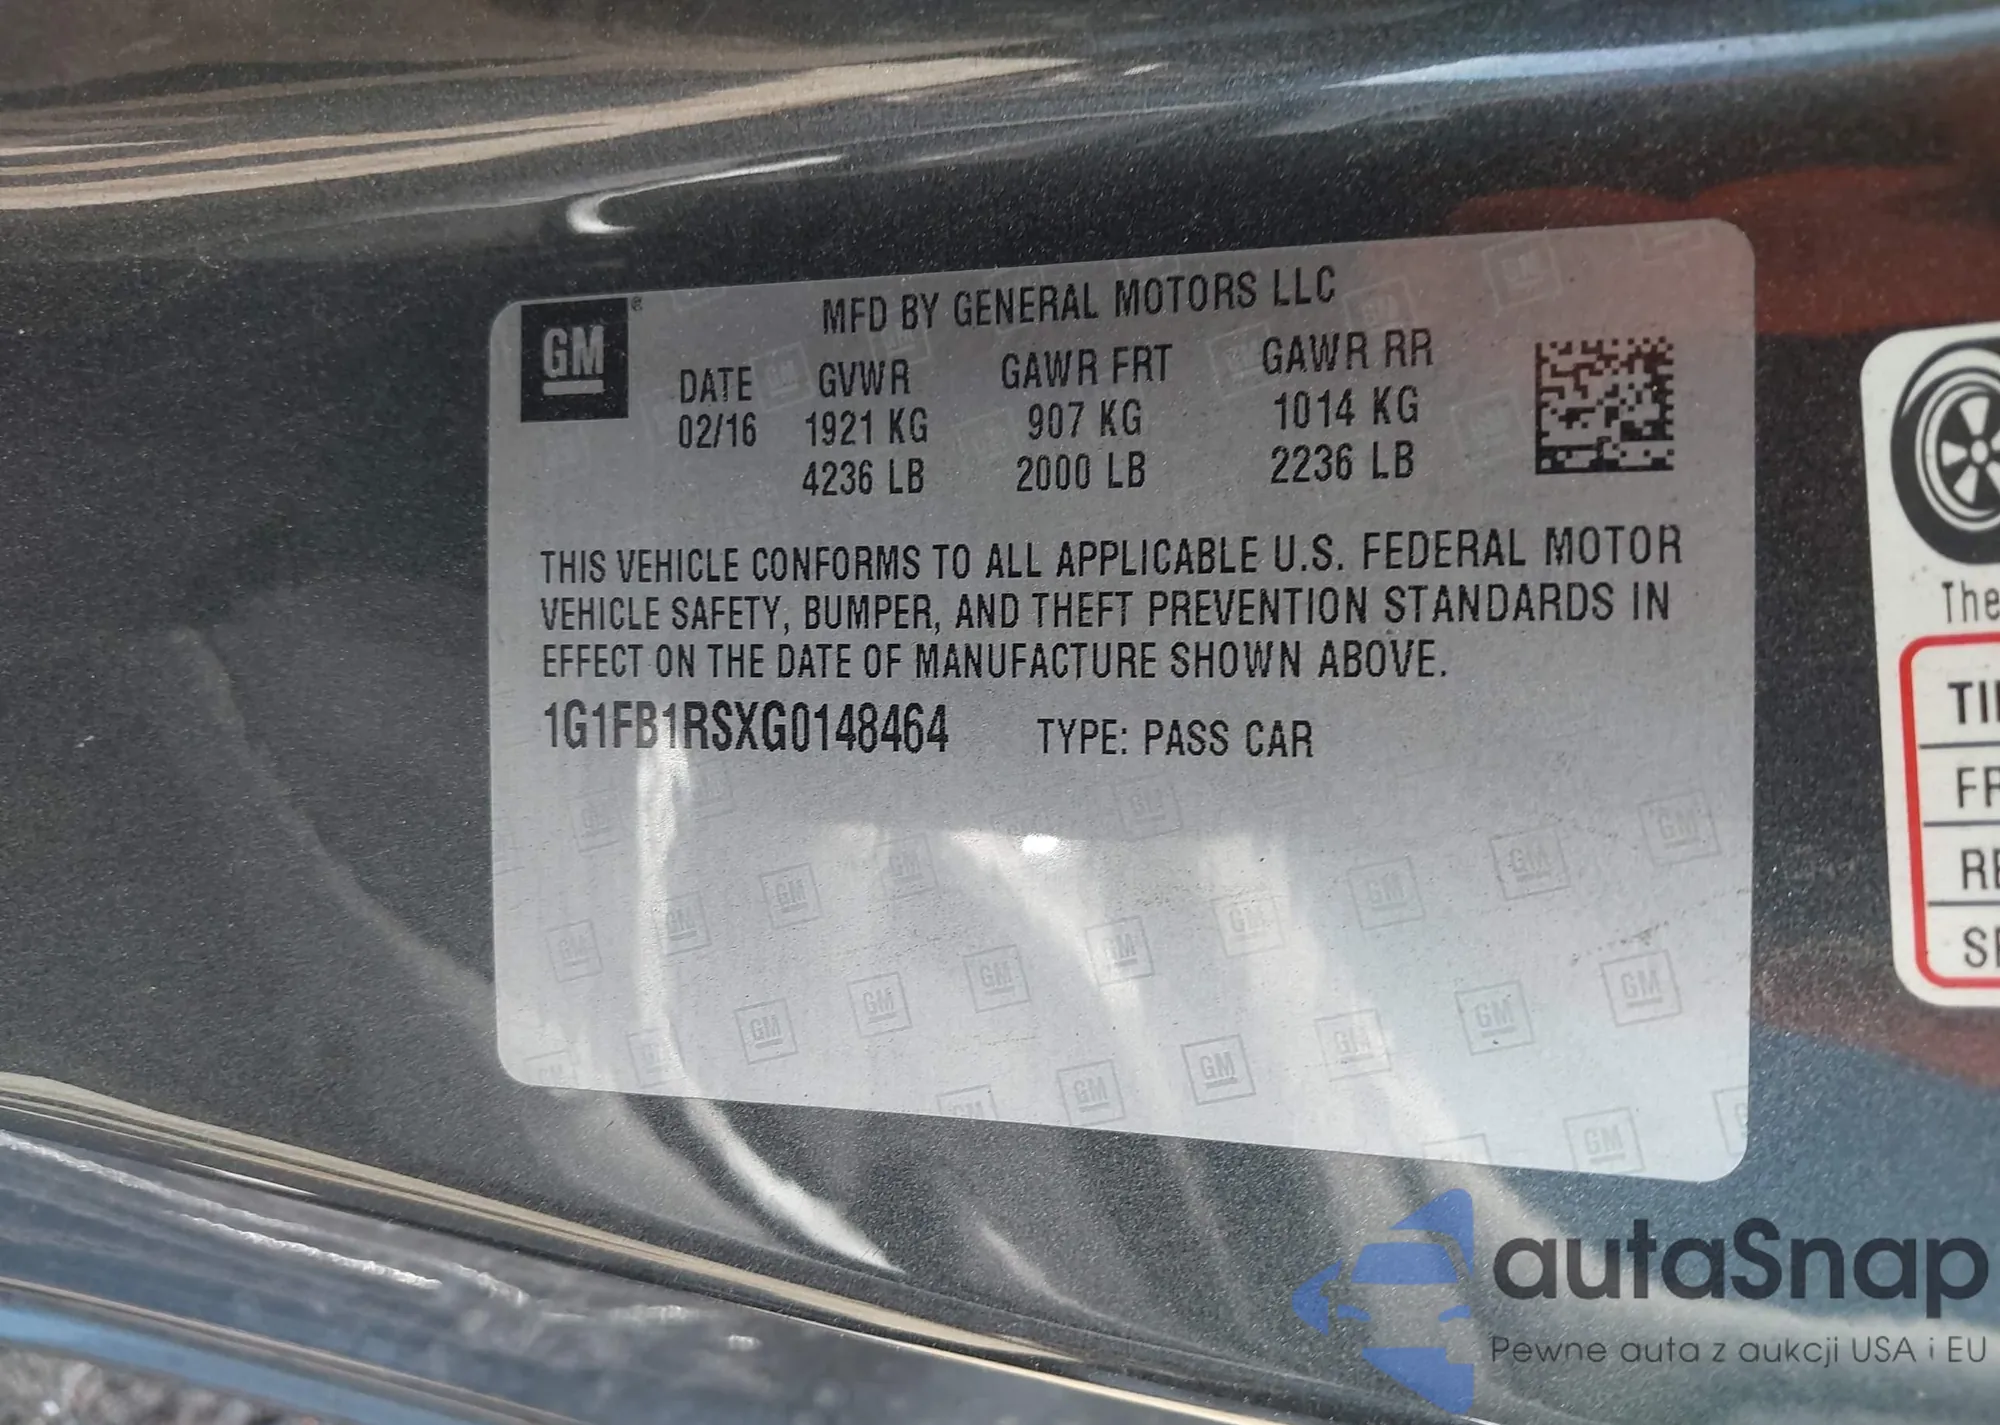 GM
MFD BY GENERAL MOTORS LLC
DATE GVWR GAWR FRT GAWR RR
02/16 1921 KG 907 KG 1014 KG
4236 LB 2000 LB 2236 LB
THIS VEHICLE CONFORMS TO ALL APPLICABLE U.S. FEDERAL MOTOR
VEHICLE SAFETY, BUMPER, AND THEFT PREVENTION STANDARDS IN
EFFECT ON THE DATE OF MANUFACTURE SHOWN ABOVE.
1G1FB1RSXG0148464 TYPE: PASS CAR
The
autaSnap
Pewne auta z aukcji USA i EU